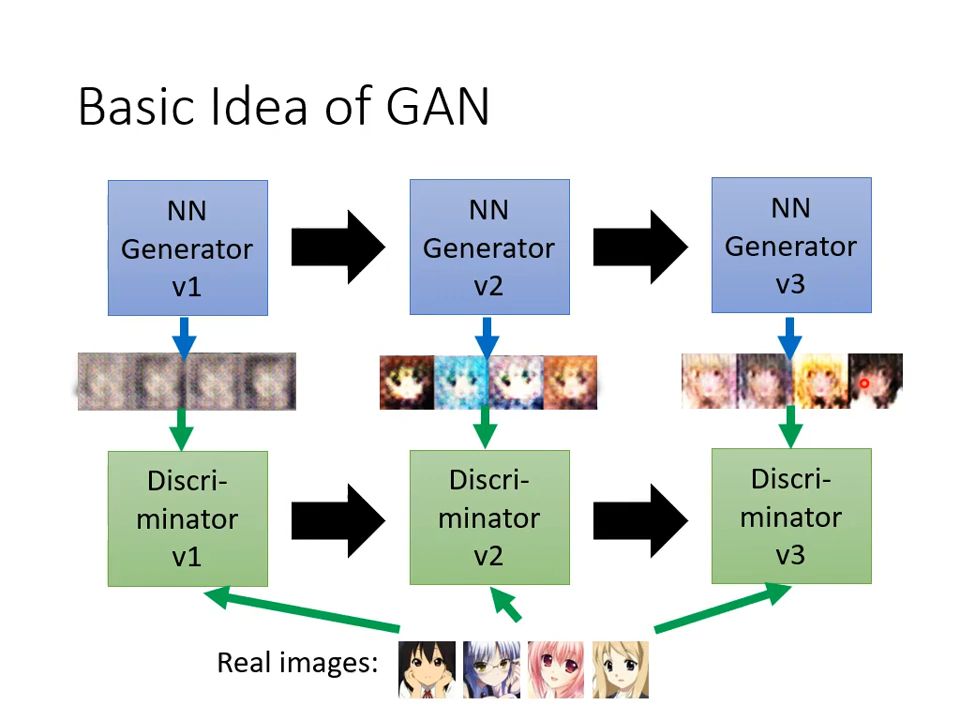 Basic Idea of GAN
NN
Generator
v1
NN
Generator
v2
NN
Generator
v3
Discri-
minator
v1
Discri-
minator
v2
Discri-
minator
v3
Real images: